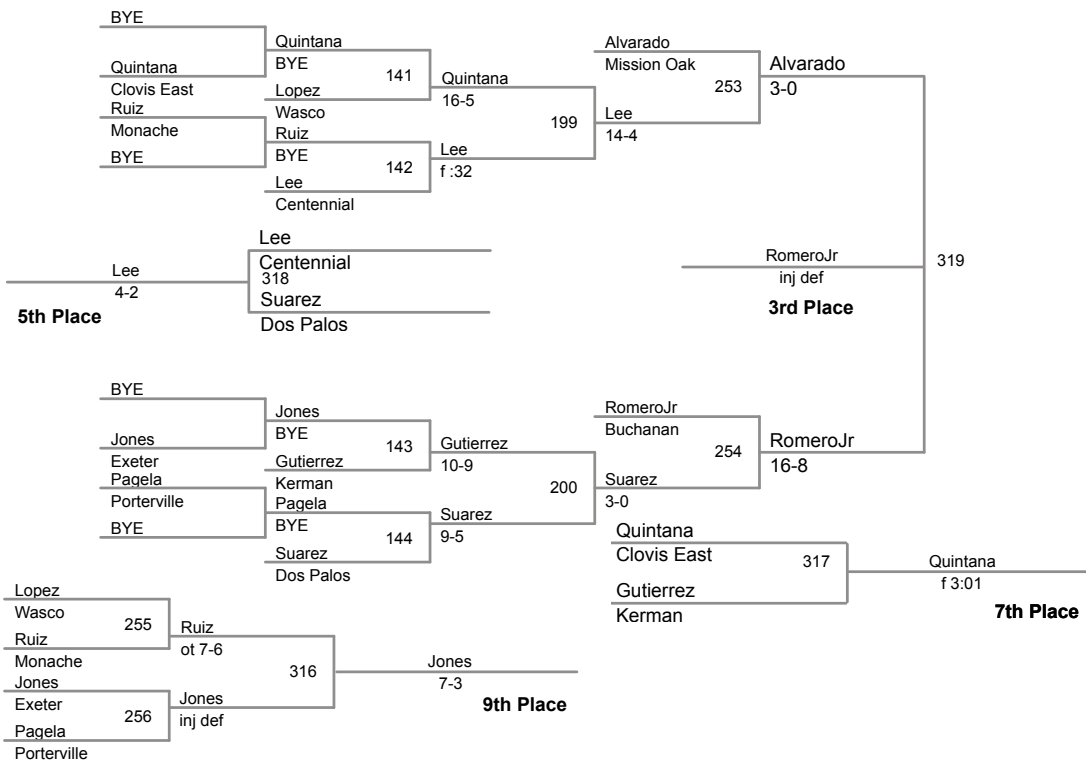 BYE
Quintana
Clovis East
Ruiz
Monache
BYE
Quintana
BYE
141
Lopez
Wasco
Ruiz
BYE
142
Lee
Centennial
Quintana
16-5
199
Lee
f :32
Alvarado
Mission Oak
253
Lee
14-4
Alvarado
3-0
Lee
4-2
5th Place
Lee
Centennial
318
Suarez
Dos Palos
RomeroJr
inj def
3rd Place
319
BYE
Jones
Exeter
Pagela
Porterville
BYE
Jones
BYE
143
Gutierrez
Kerman
Pagela
BYE
144
Suarez
Dos Palos
Gutierrez
10-9
200
Suarez
9-5
RomeroJr
Buchanan
254
Suarez
3-0
RomeroJr
16-8
Quintana
Clovis East
317
Gutierrez
Kerman
Quintana
f 3:01
7th Place
Lopez
Wasco
255
Ruiz
Monache
Jones
Exeter
256
Pagela
Porterville
Ruiz
ot 7-6
316
Jones
inj def
Jones
7-3
9th Place